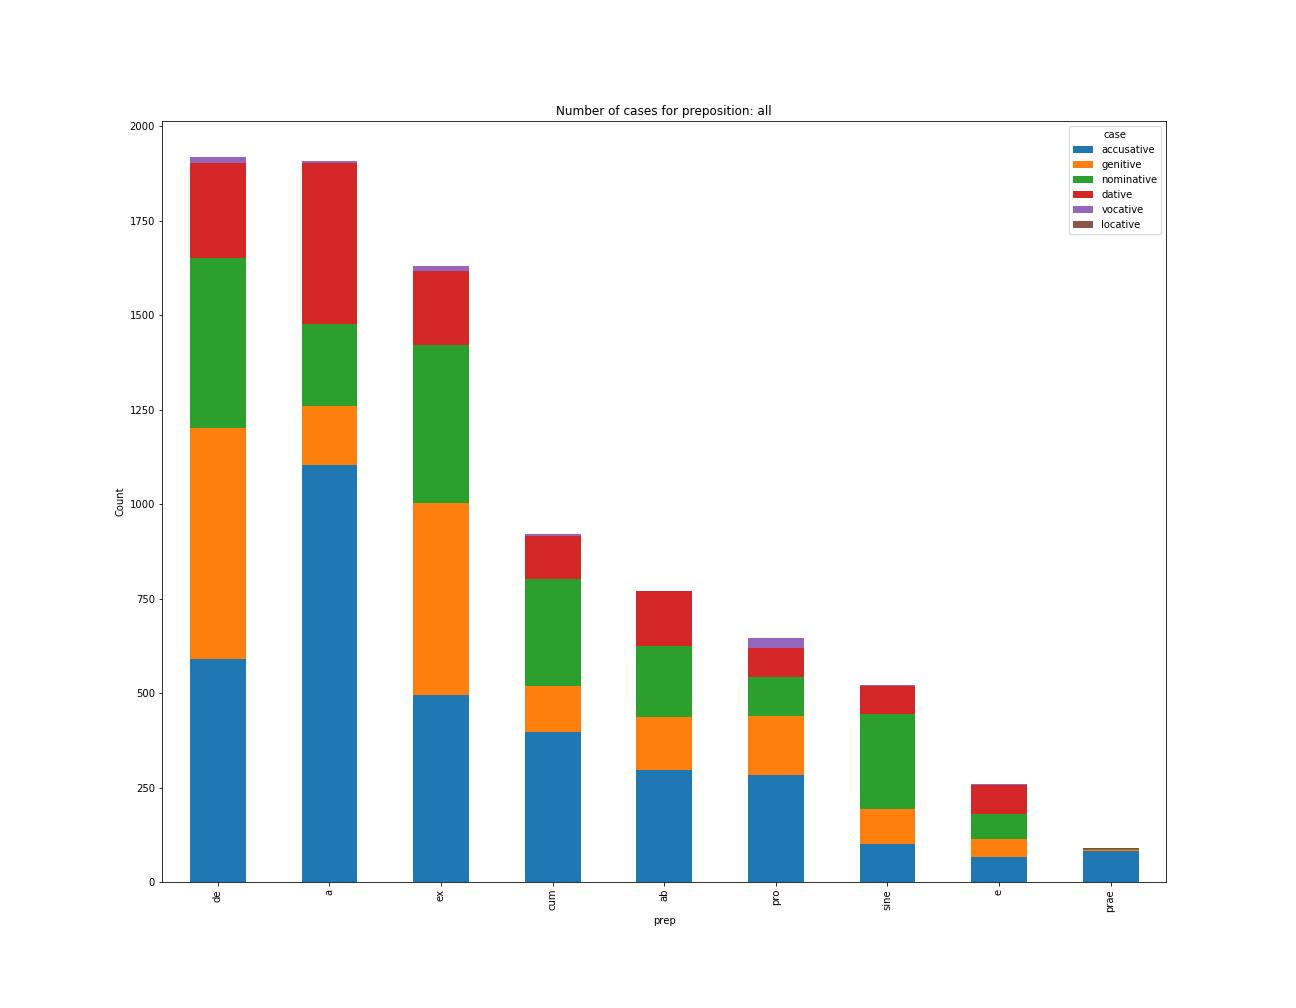 Number of cases for preposition: all
case
accusative
genitive
nominative
dative
vocative
locative
2000
1750
1500
1250
1000
750
500
250
0
Count
de
a
ex
cum
ab
pro
sine
e
prae
prep